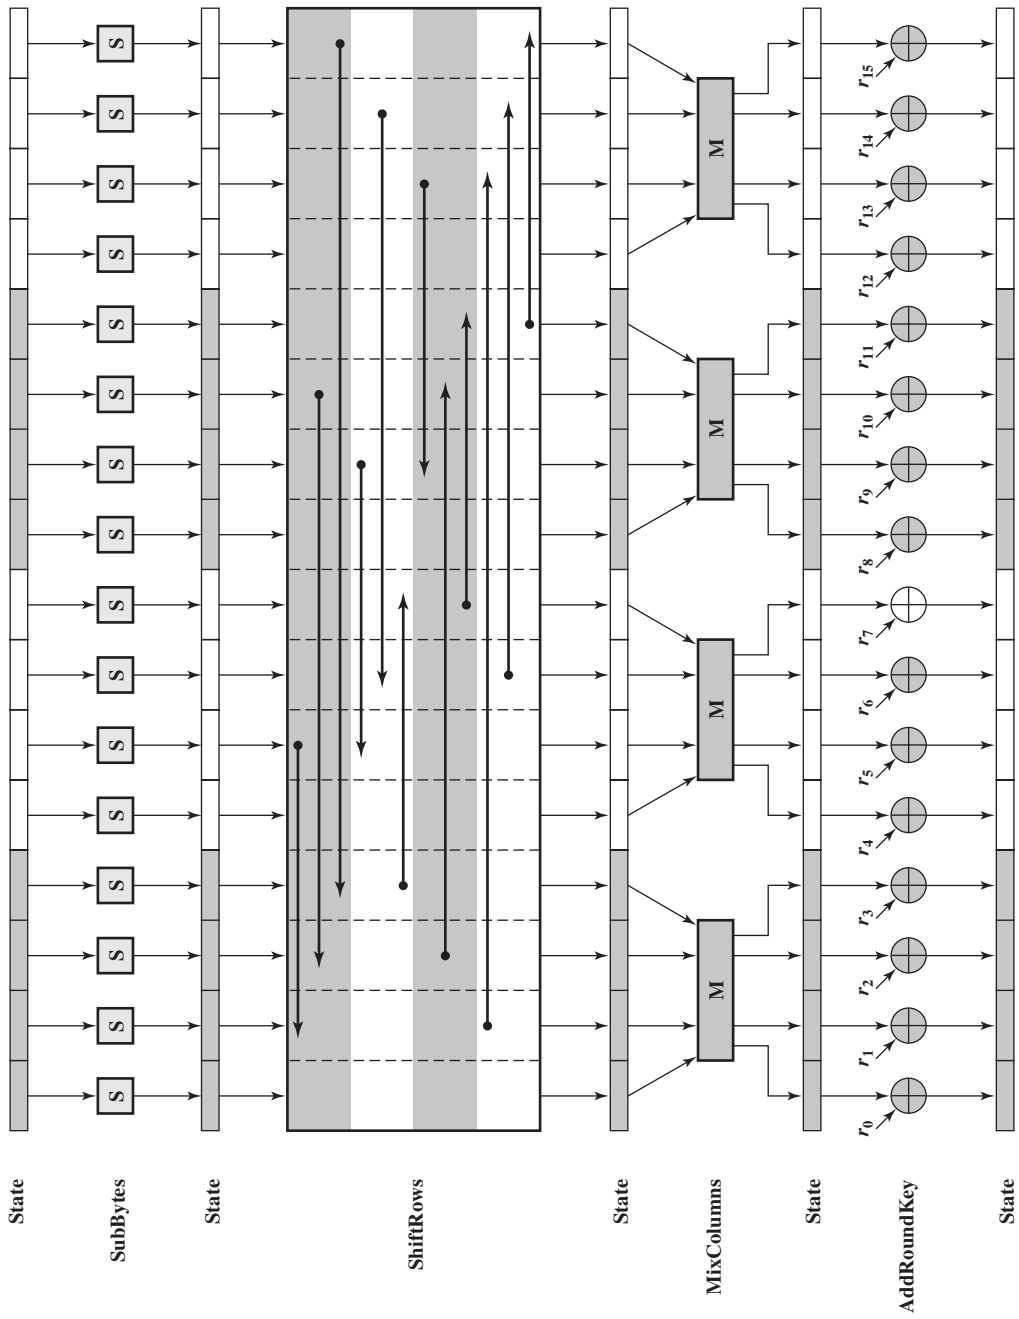 State
SubBytes S S S S S S S S S S S S S S S S
State
ShiftRows
State
MixColumns M M M M
State
r0 r1 r2 r3 r4 r5 r6 r7 r8 r9 r10 r11 r12 r13 r14 r15
AddRoundKey
State